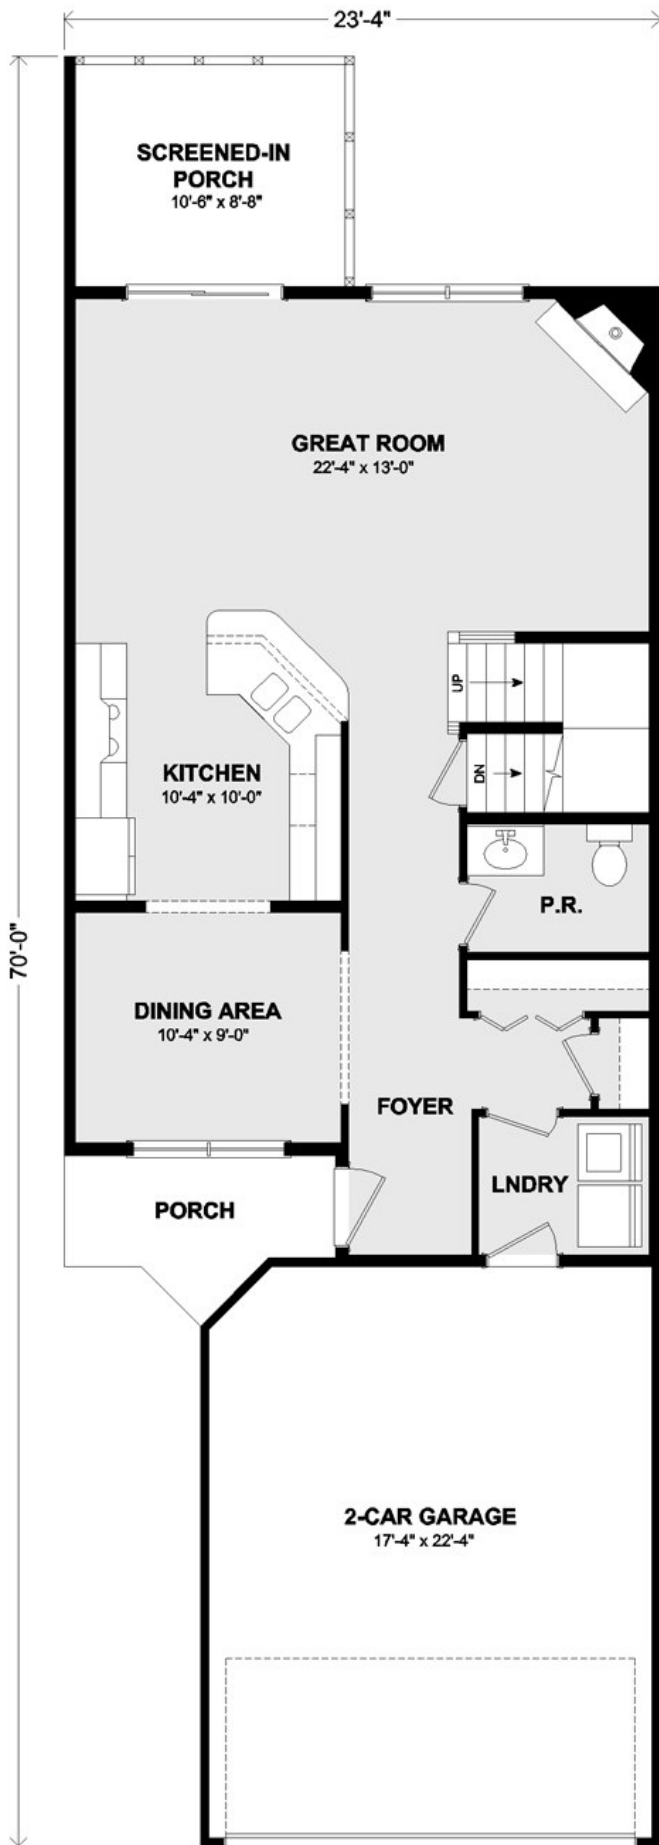 23'-4"
SCREENED-IN
PORCH
10'-6" x 8'-8"
GREAT ROOM
22'-4" x 13'-0"
UP
KITCHEN
10'-4" x 10'-0"
DN
P.R.
70'-0"
DINING AREA
10'-4" x 9'-0"
FOYER
LNDRY
PORCH
2-CAR GARAGE
17'-4" x 22'-4"